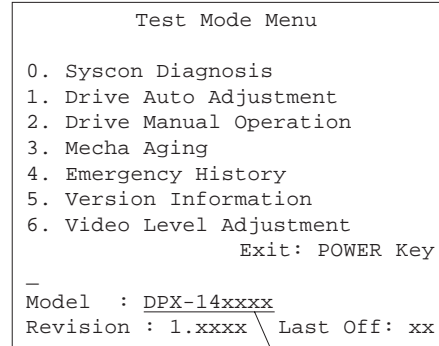 Test Mode Menu
0. Syscon Diagnosis
1. Drive Auto Adjustment
2. Drive Manual Operation
3. Mecha Aging
4. Emergency History
5. Version Information
6. Video Level Adjustment
Exit: POWER Key
_
Model : DPX-14xxxx
Revision : 1.xxxx Last Off: xx